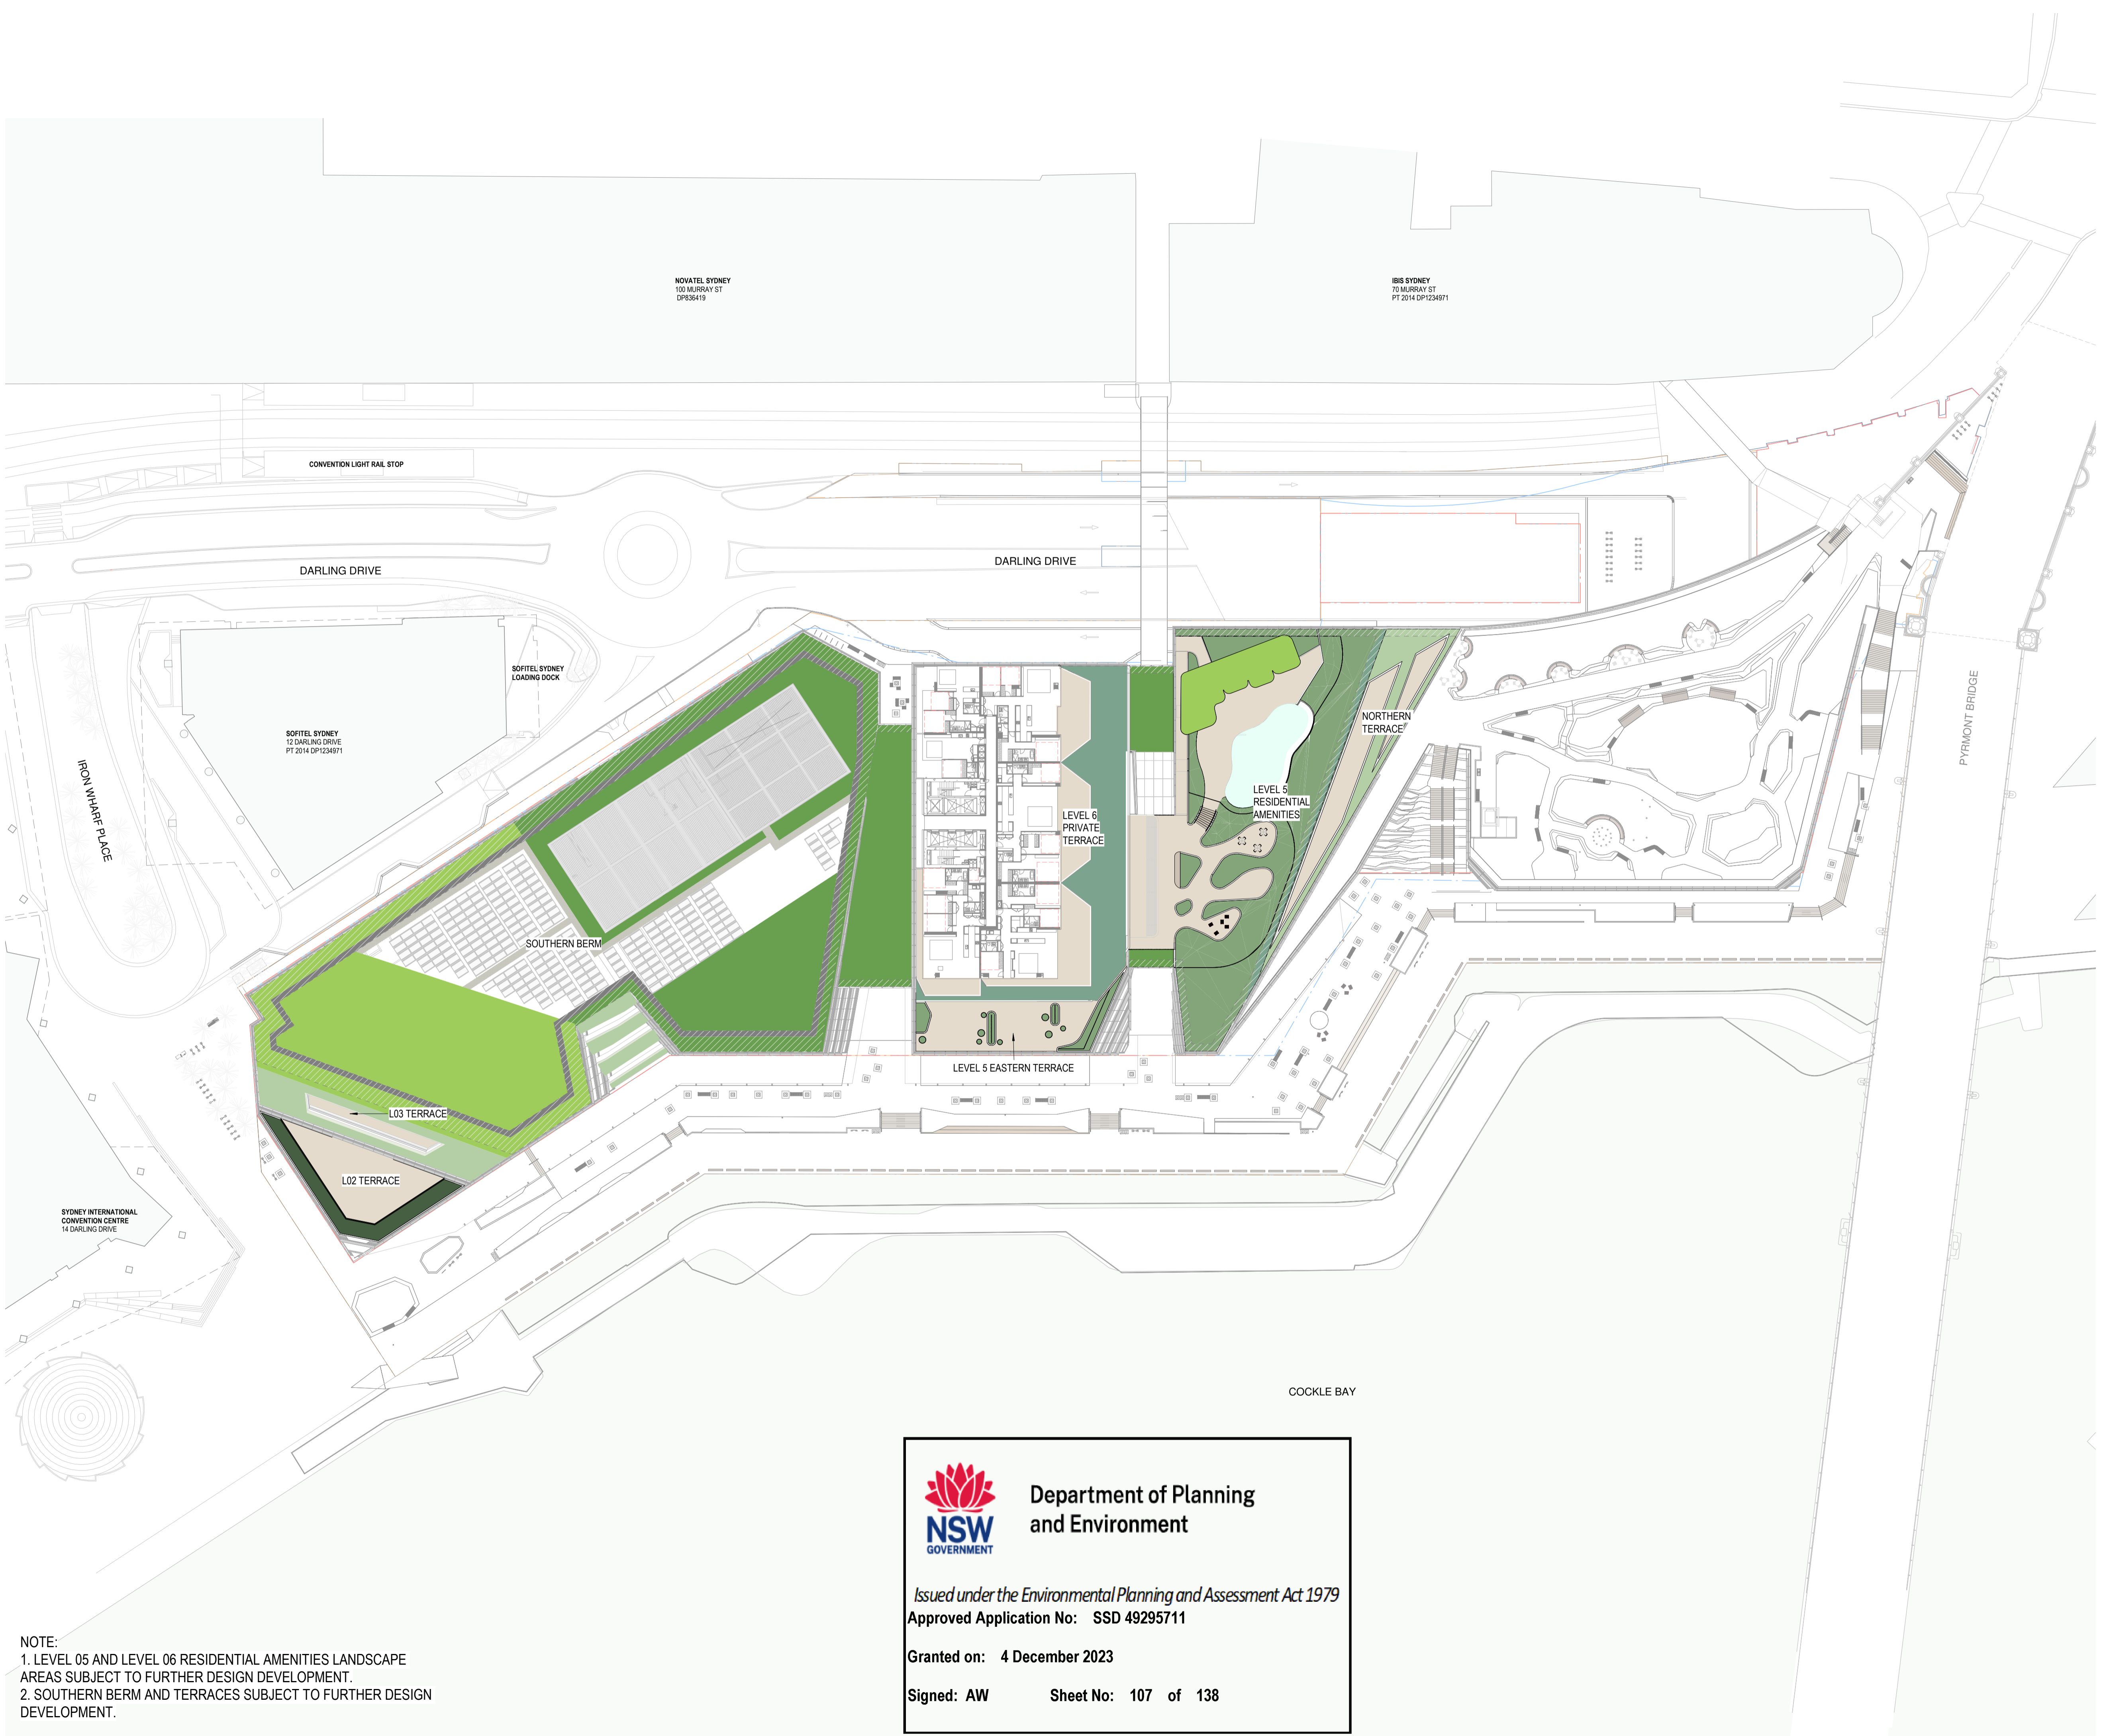 NOVATEL SYDNEY
100 MURRAY ST
DP836419
IBIS SYDNEY
70 MURRAY ST
PT 2014 DP1234971
CONVENTION LIGHT RAIL STOP
DARLING DRIVE
DARLING DRIVE
SOFITEL SYDNEY
LOADING DOCK
SOFITEL SYDNEY
12 DARLING DRIVE
PT 2014 DP1234971
IRON WHARF PLACE
PYRMONT BRIDGE
NORTHERN
TERRACE
LEVEL 5
RESIDENTIAL
AMENITIES
LEVEL 6
PRIVATE
TERRACE
SOUTHERN BERM
LEVEL 5 EASTERN TERRACE
L03 TERRACE
L02 TERRACE
SYDNEY INTERNATIONAL
CONVENTION CENTRE
14 DARLING DRIVE
COCKLE BAY
NSW
GOVERNMENT
Department of Planning
and Environment
Issued under the Environmental Planning and Assessment Act 1979
Approved Application No: SSD 49295711
Granted on: 4 December 2023
Signed: AW Sheet No: 107 of 138
NOTE:
1. LEVEL 05 AND LEVEL 06 RESIDENTIAL AMENITIES LANDSCAPE
AREAS SUBJECT TO FURTHER DESIGN DEVELOPMENT.
2. SOUTHERN BERM AND TERRACES SUBJECT TO FURTHER DESIGN
DEVELOPMENT.